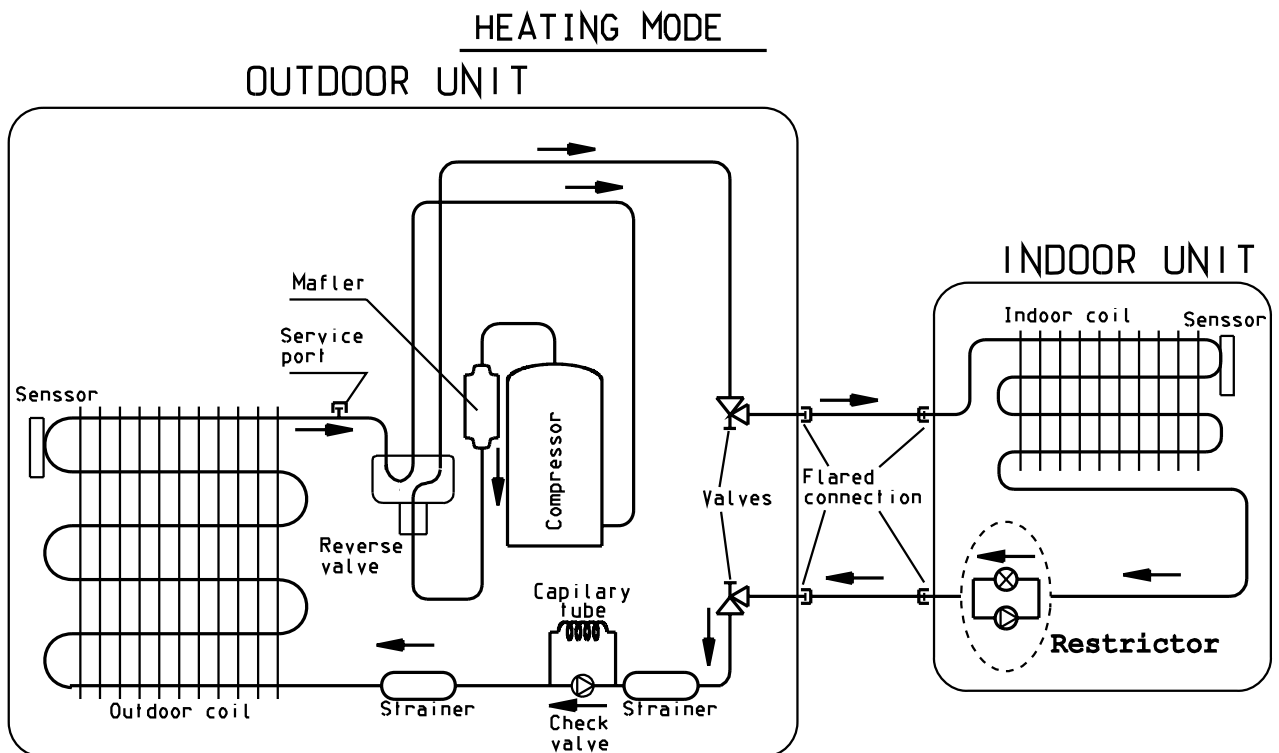 HEATING MODE
OUTDOOR UNIT
INDOOR UNIT
Mafler
Service
port
Senssor
Indoor coil
Senssor
Compressor
Valves
Flared
connection
Reverse
valve
Capilary
tube
Restrictor
Outdoor coil
Strainer
Check
valve
Strainer